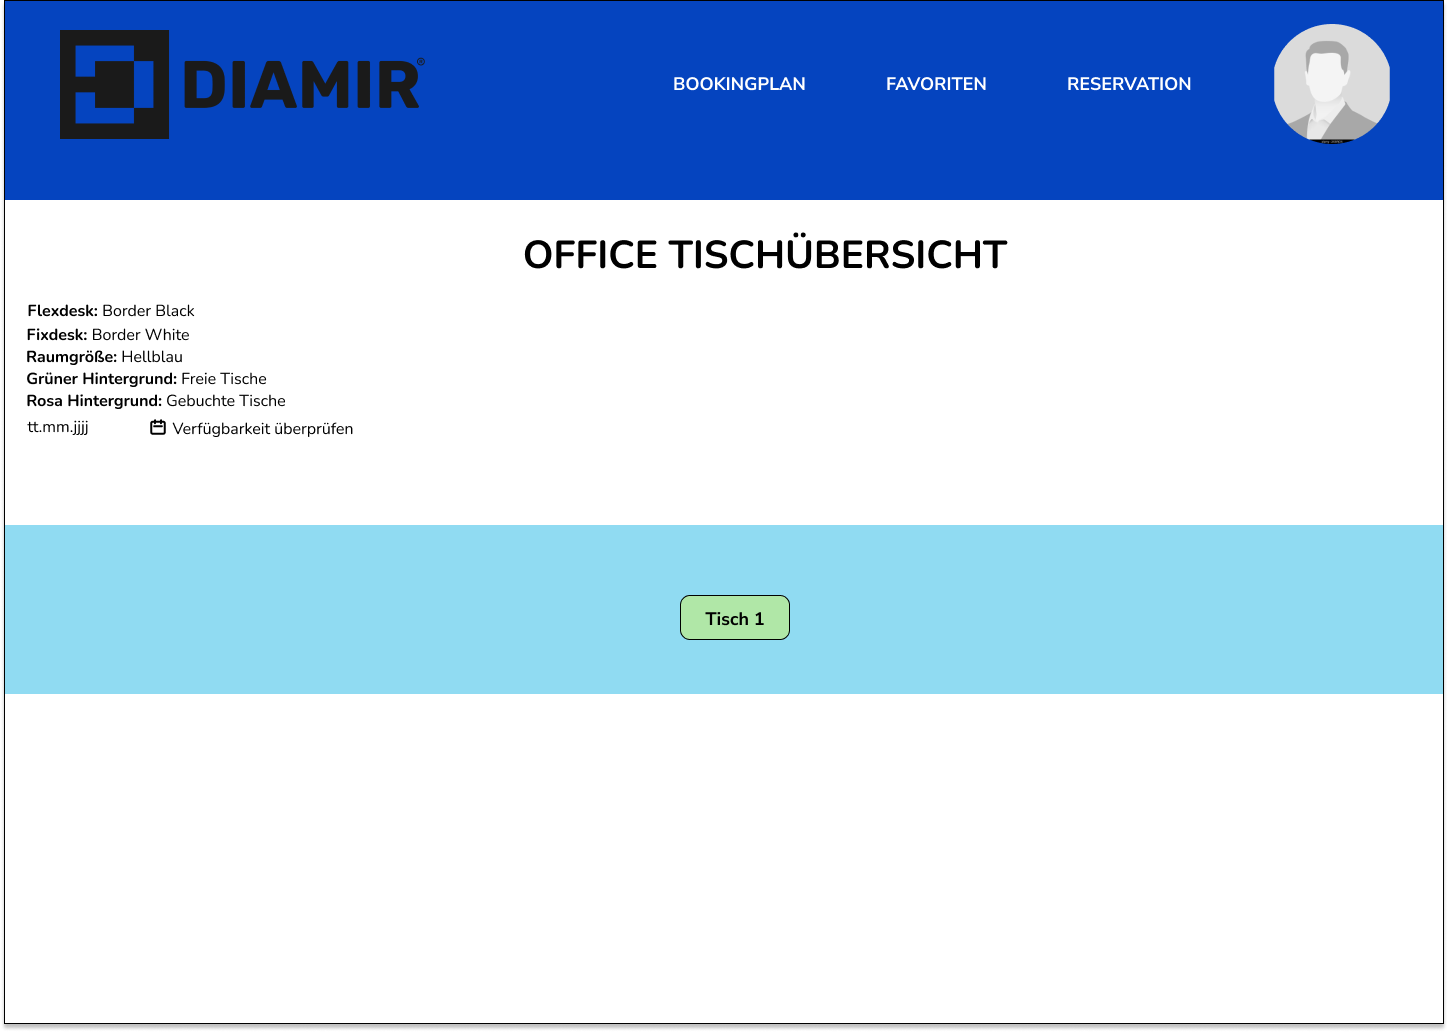 DIAMIR®
BOOKINGPLAN FAVORITEN RESERVATION
OFFICE TISCHÜBERSICHT
Flexdesk: Border Black
Fixdesk: Border White
Raumgröße: Hellblau
Grüner Hintergrund: Freie Tische
Rosa Hintergrund: Gebuchte Tische
tt.mm.jjjj Verfügbarkeit überprüfen
Tisch 1